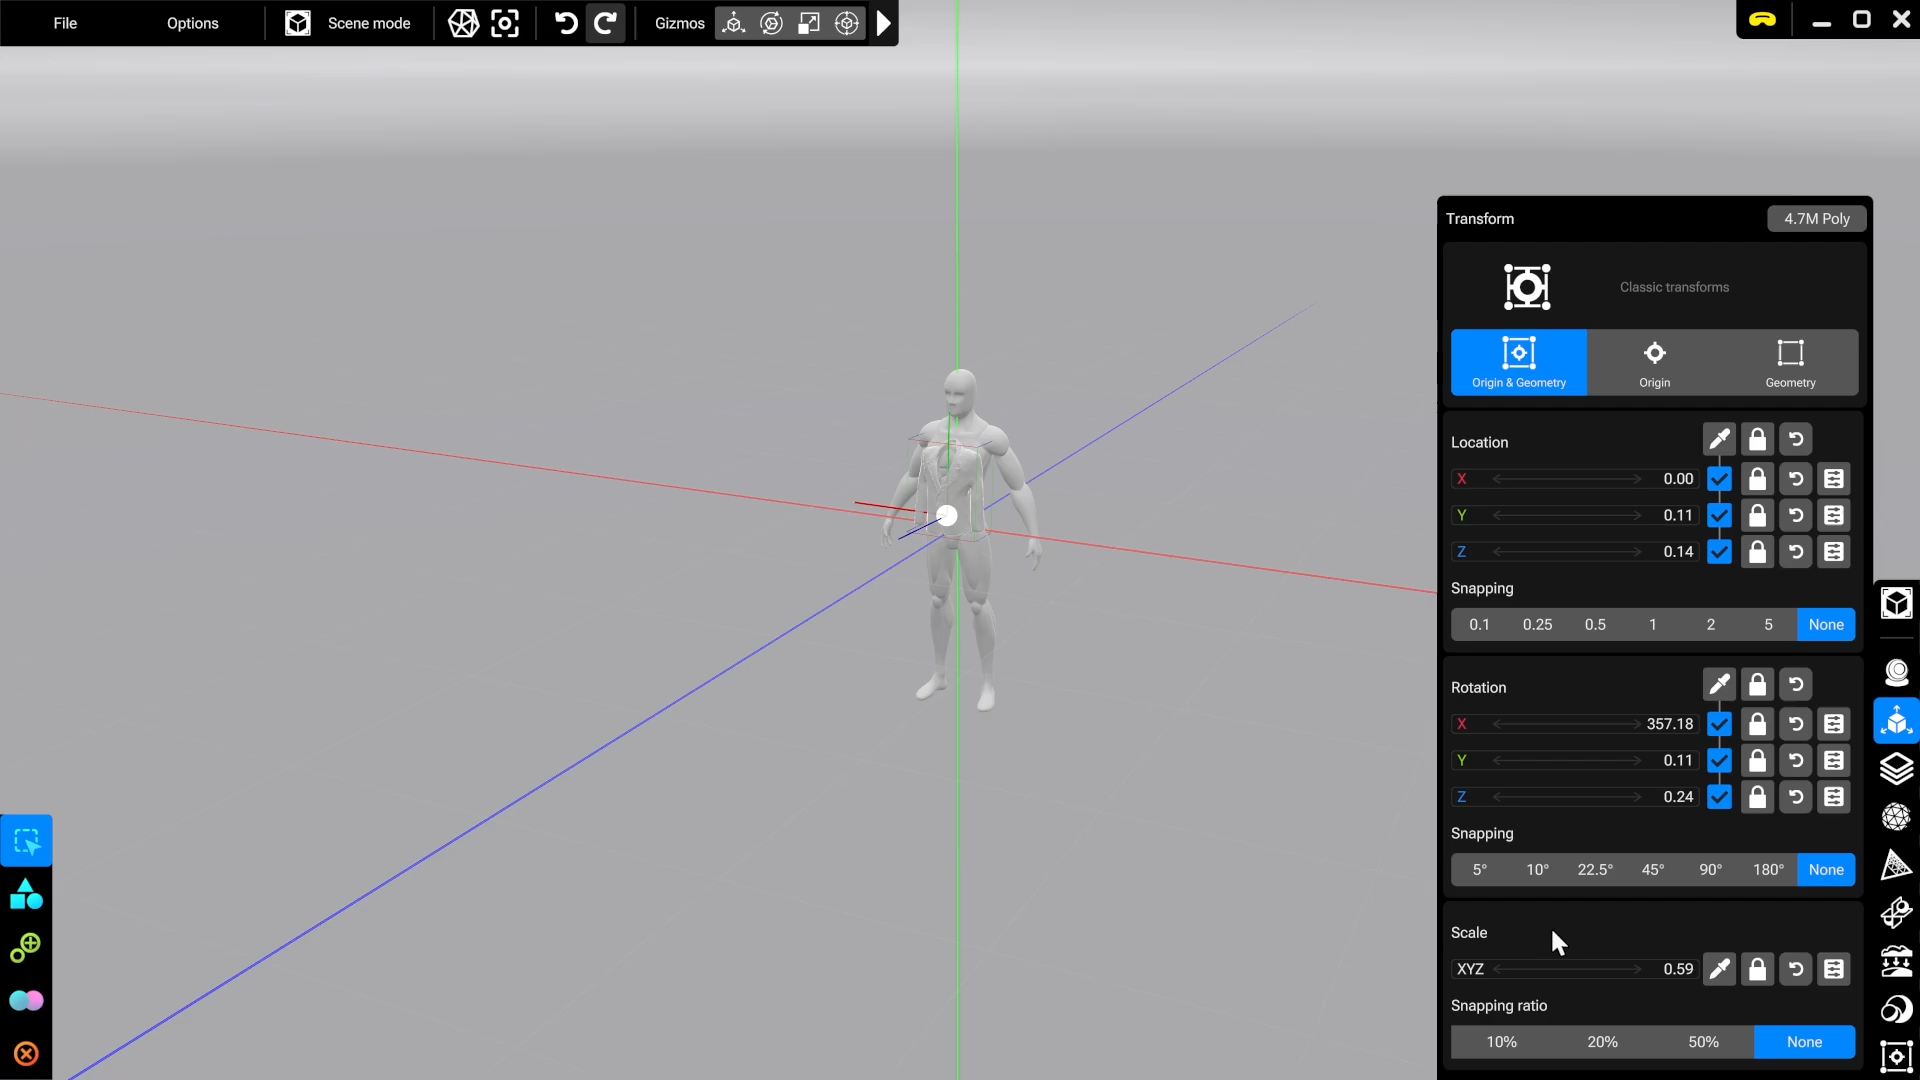 File Options Scene mode Gizmos
Transform 4.7M Poly
Classic transforms
Origin & Geometry Origin Geometry
Location
X 0.00
Y 0.11
Z 0.14
Snapping
0.1 0.25 0.5 1 2 5 None
Rotation
X 357.18
Y 0.11
Z 0.24
Snapping
5° 10° 22.5° 45° 90° 180° None
Scale
XYZ 0.59
Snapping ratio
10% 20% 50% None